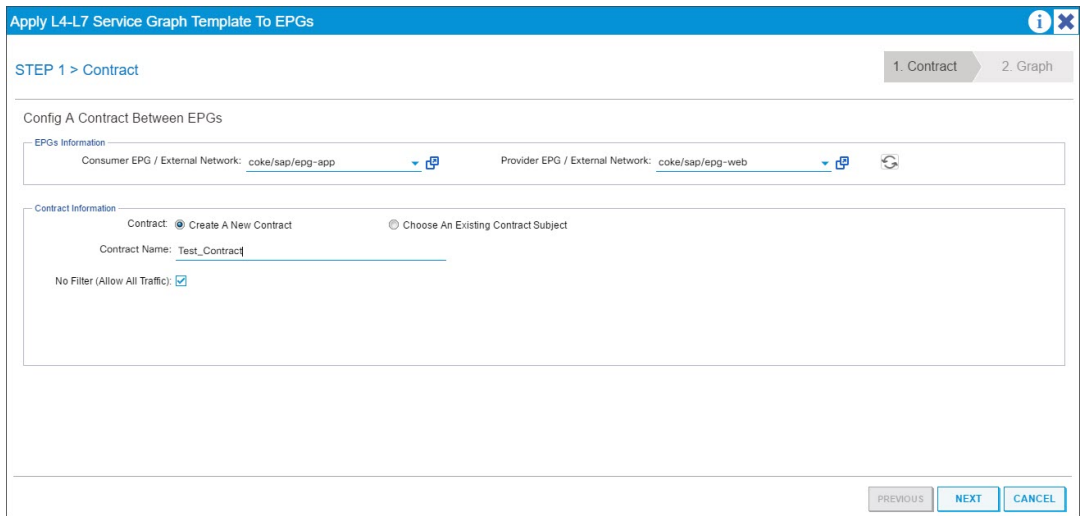 Apply L4-L7 Service Graph Template To EPGs
STEP 1 > Contract
1. Contract
2. Graph
Config A Contract Between EPGs
EPGs Information
Consumer EPG / External Network: coke/sap/epg-app
Provider EPG / External Network: coke/sap/epg-web
Contract Information
Contract: Create A New Contract
Choose An Existing Contract Subject
Contract Name: Test_Contract
No Filter (Allow All Traffic):
PREVIOUS
NEXT
CANCEL